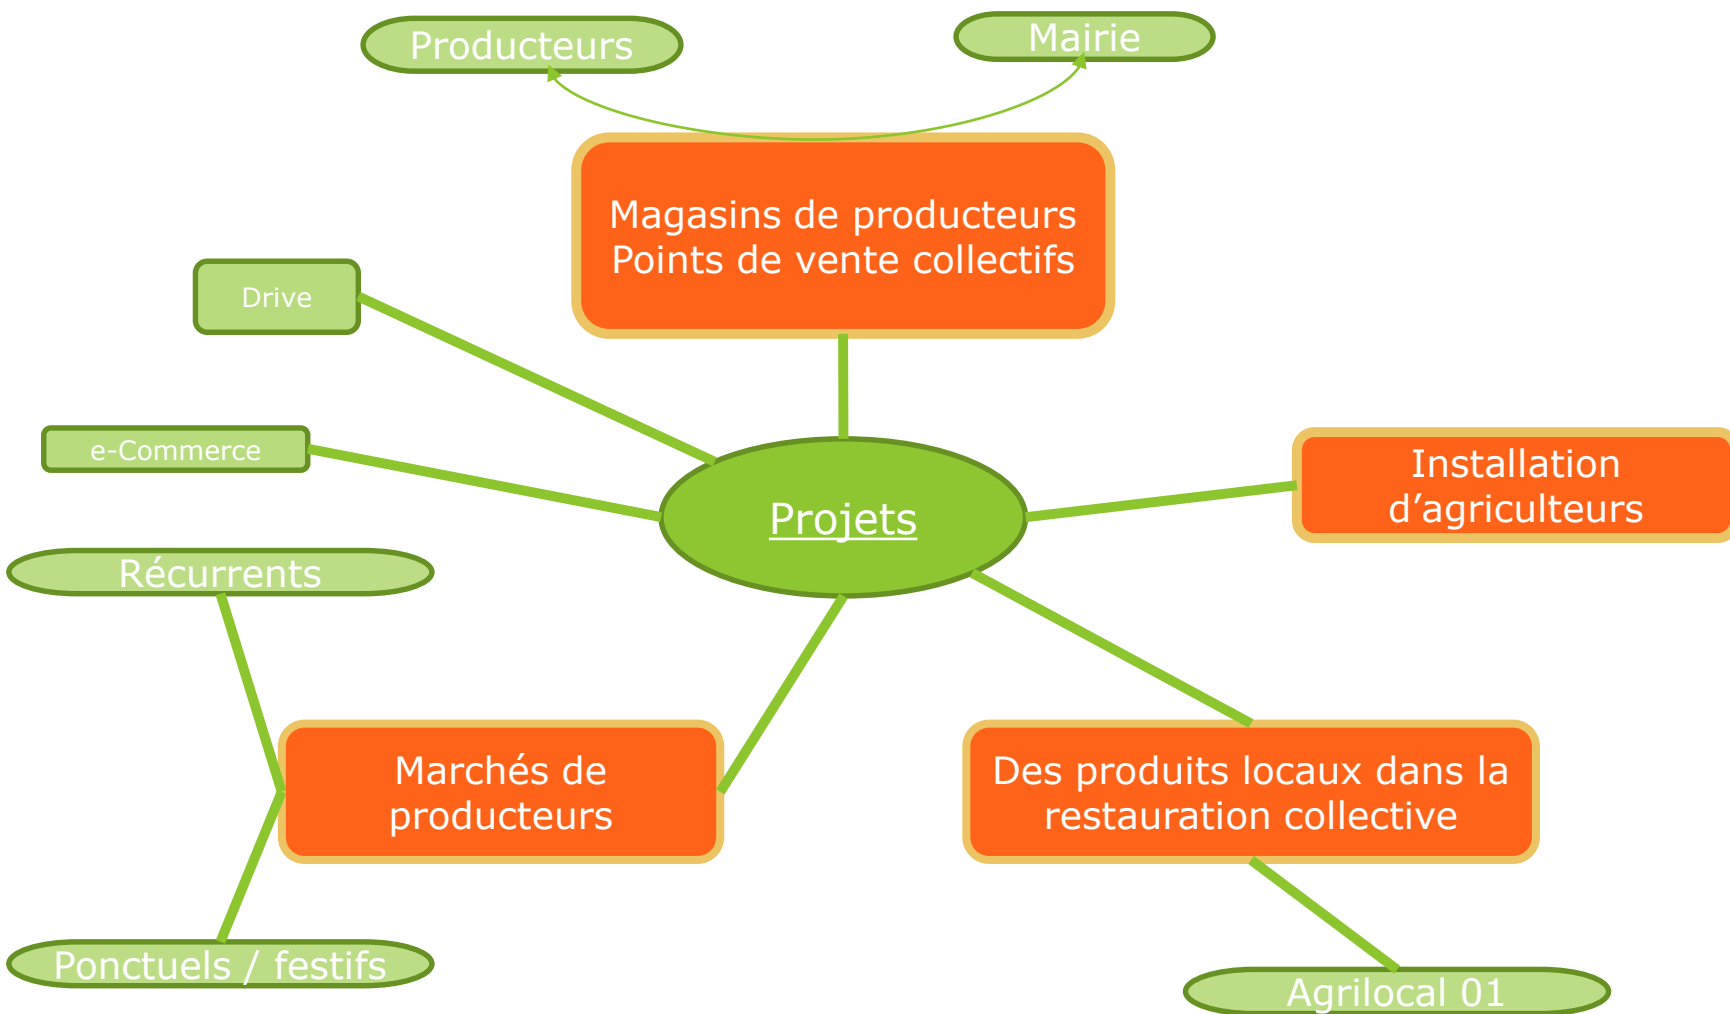 Producteurs
Mairie
Magasins de producteurs
Points de vente collectifs
Drive
e-Commerce
Installation
d’agriculteurs
Projets
Récurrents
Marchés de
producteurs
Des produits locaux dans la
restauration collective
Ponctuels / festifs
Agrilocal 01